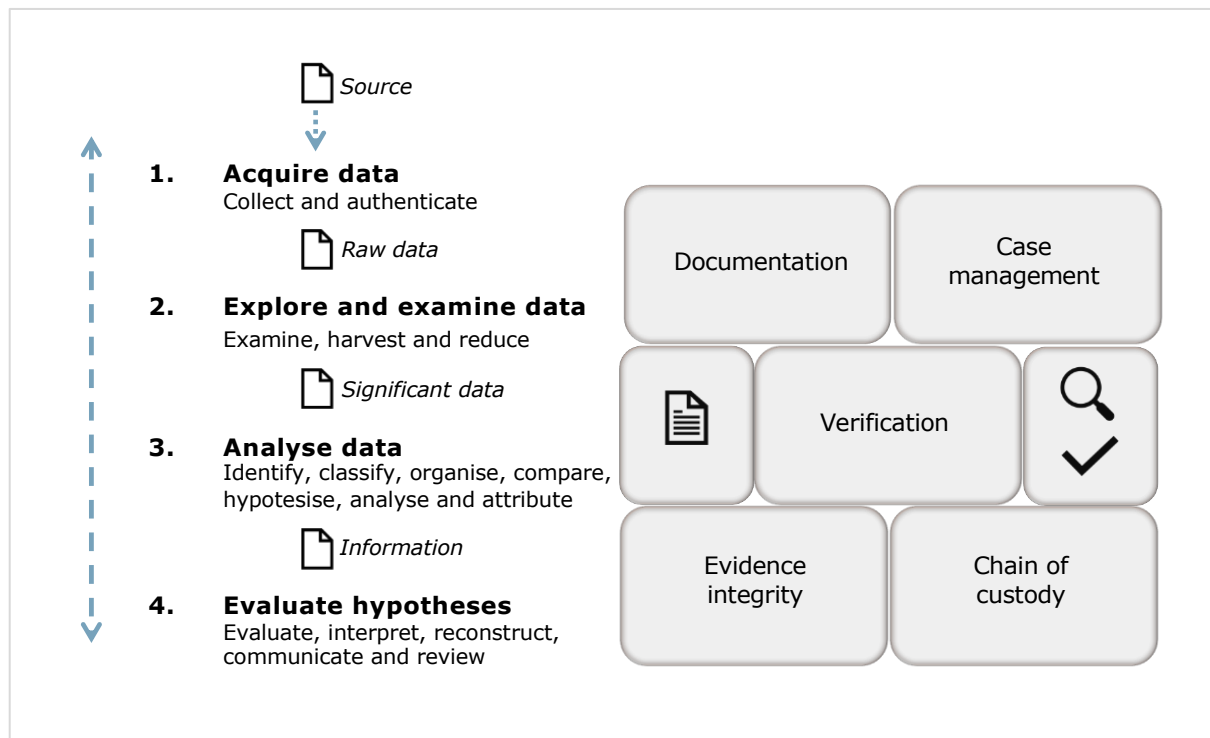 Source
1. Acquire data
Collect and authenticate
Raw data
2. Explore and examine data
Examine, harvest and reduce
Significant data
3. Analyse data
Identify, classify, organise, compare,
hypotesise, analyse and attribute
Information
4. Evaluate hypotheses
Evaluate, interpret, reconstruct,
communicate and review
Documentation
Case
management
Verification
Evidence
integrity
Chain of
custody